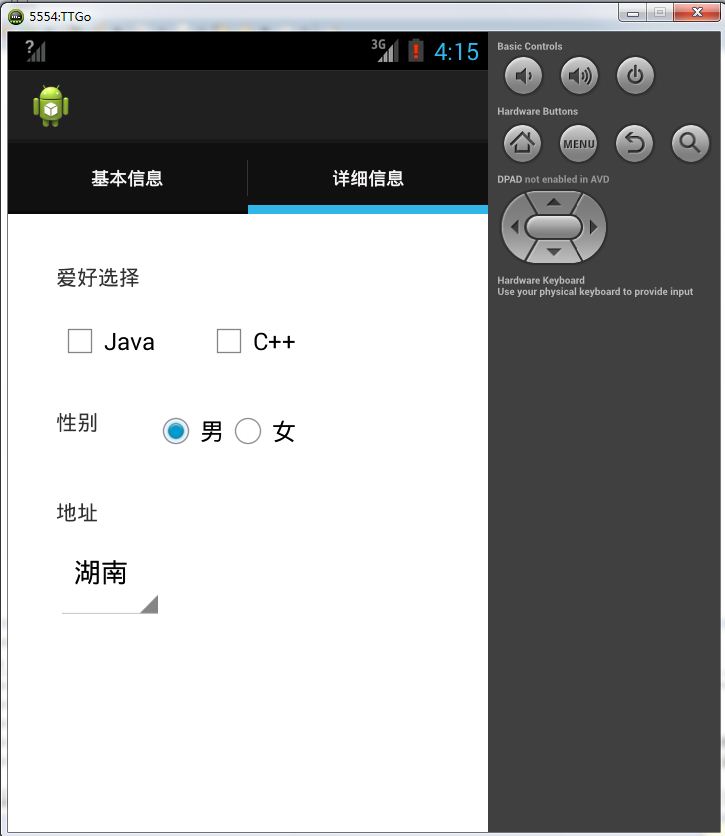 5554:TTGo
3G 4:15
基本信息 详细信息
爱好选择
Java C++
性别 男 女
地址
湖南
Basic Controls
Hardware Buttons
MENU
DPAD not enabled in AVD
Hardware Keyboard
Use your physical keyboard to provide input